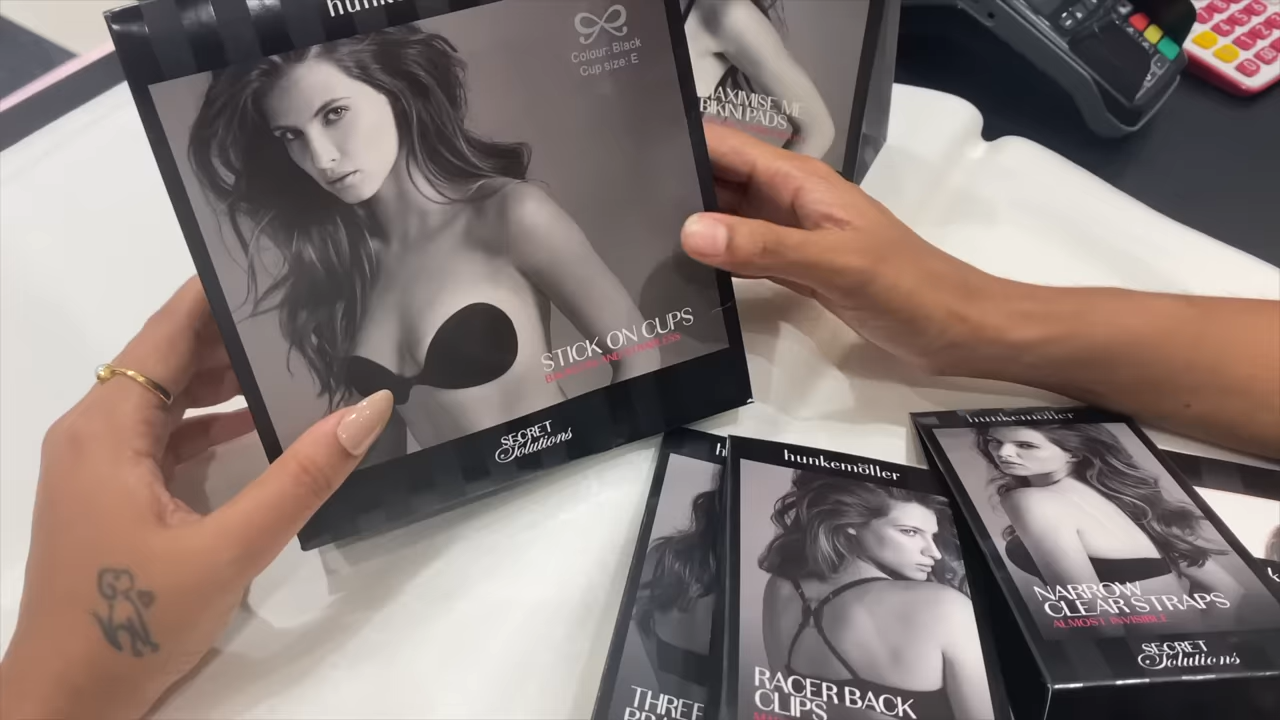 Colour: Black
Cup size: E
STICK ON CUPS
SECRET
Solutions
MAXIMISE ME
BIKINI PADS
hunkemöller
RACER BACK
CLIPS
THREE
hunkemöller
NARROW
CLEAR STRAPS
ALMOST INVISIBLE
SECRET
Solutions